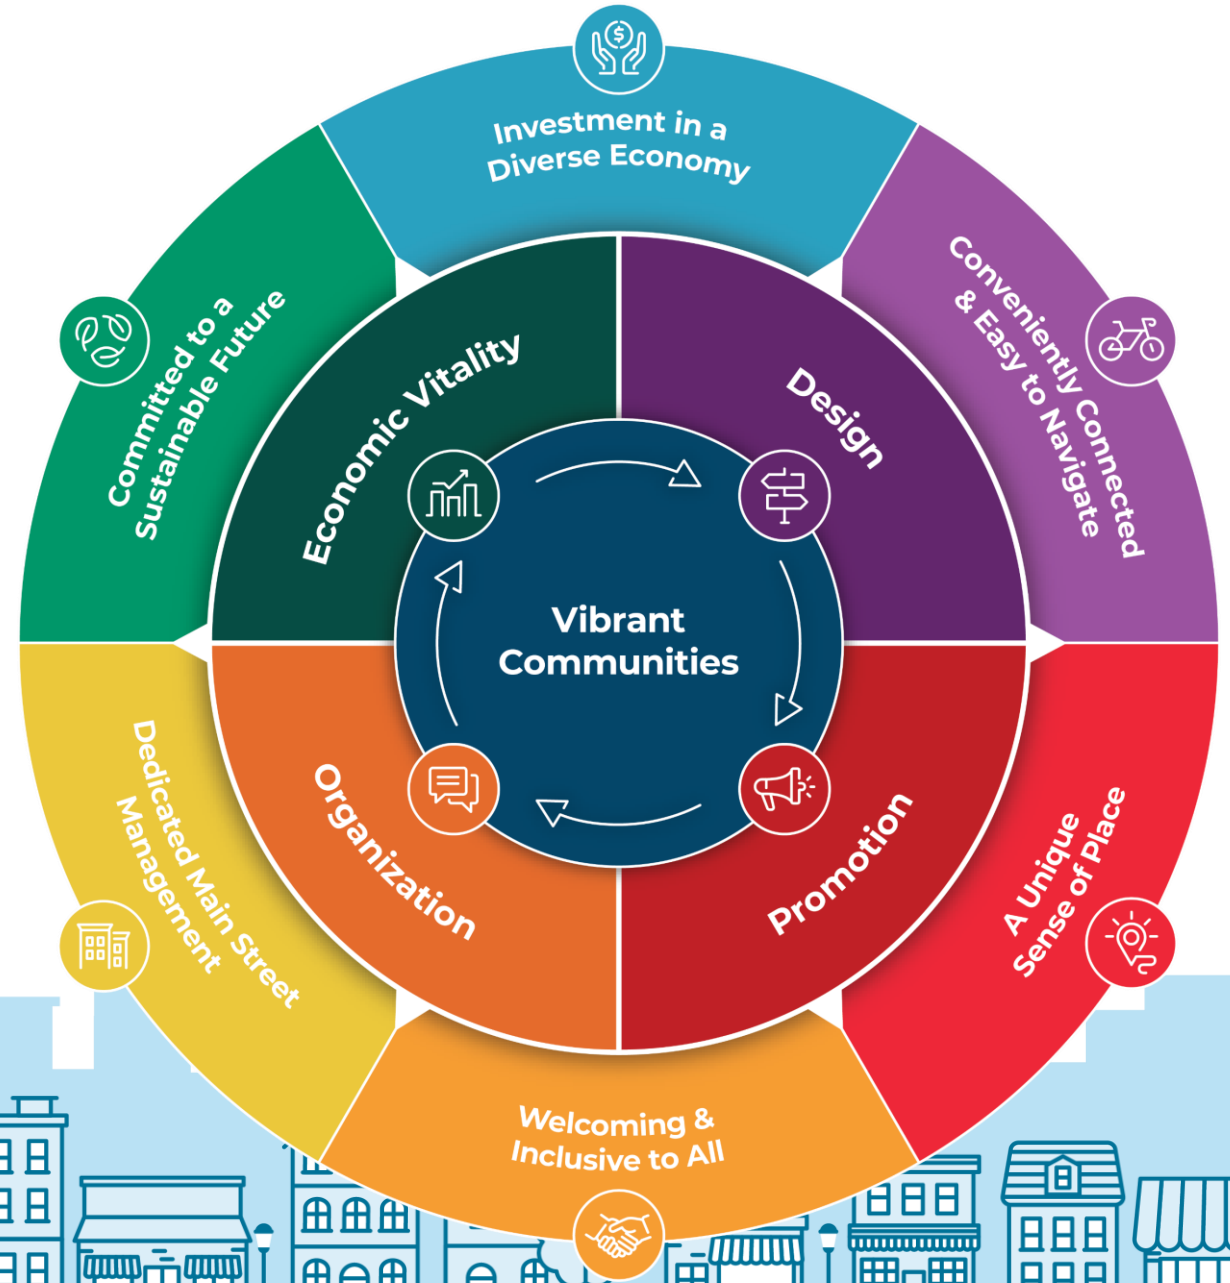 Investment in a
Diverse Economy
Conveniently Connected
& Easy to Navigate
A Unique
Sense of Place
Welcoming &
Inclusive to All
Dedicated Main Street
Management
Committed to a
Sustainable Future
Economic Vitality
Design
Promotion
Organization
Vibrant
Communities
$